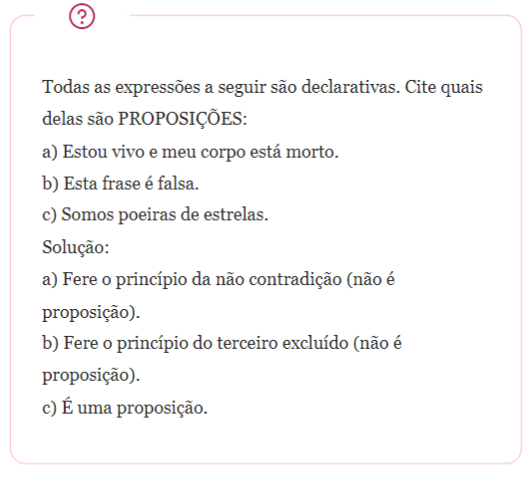 ?
Todas as expressões a seguir são declarativas. Cite quais
delas são PROPOSIÇÕES:
a) Estou vivo e meu corpo está morto.
b) Esta frase é falsa.
c) Somos poeiras de estrelas.
Solução:
a) Fere o princípio da não contradição (não é
proposição).
b) Fere o princípio do terceiro excluído (não é
proposição).
c) É uma proposição.